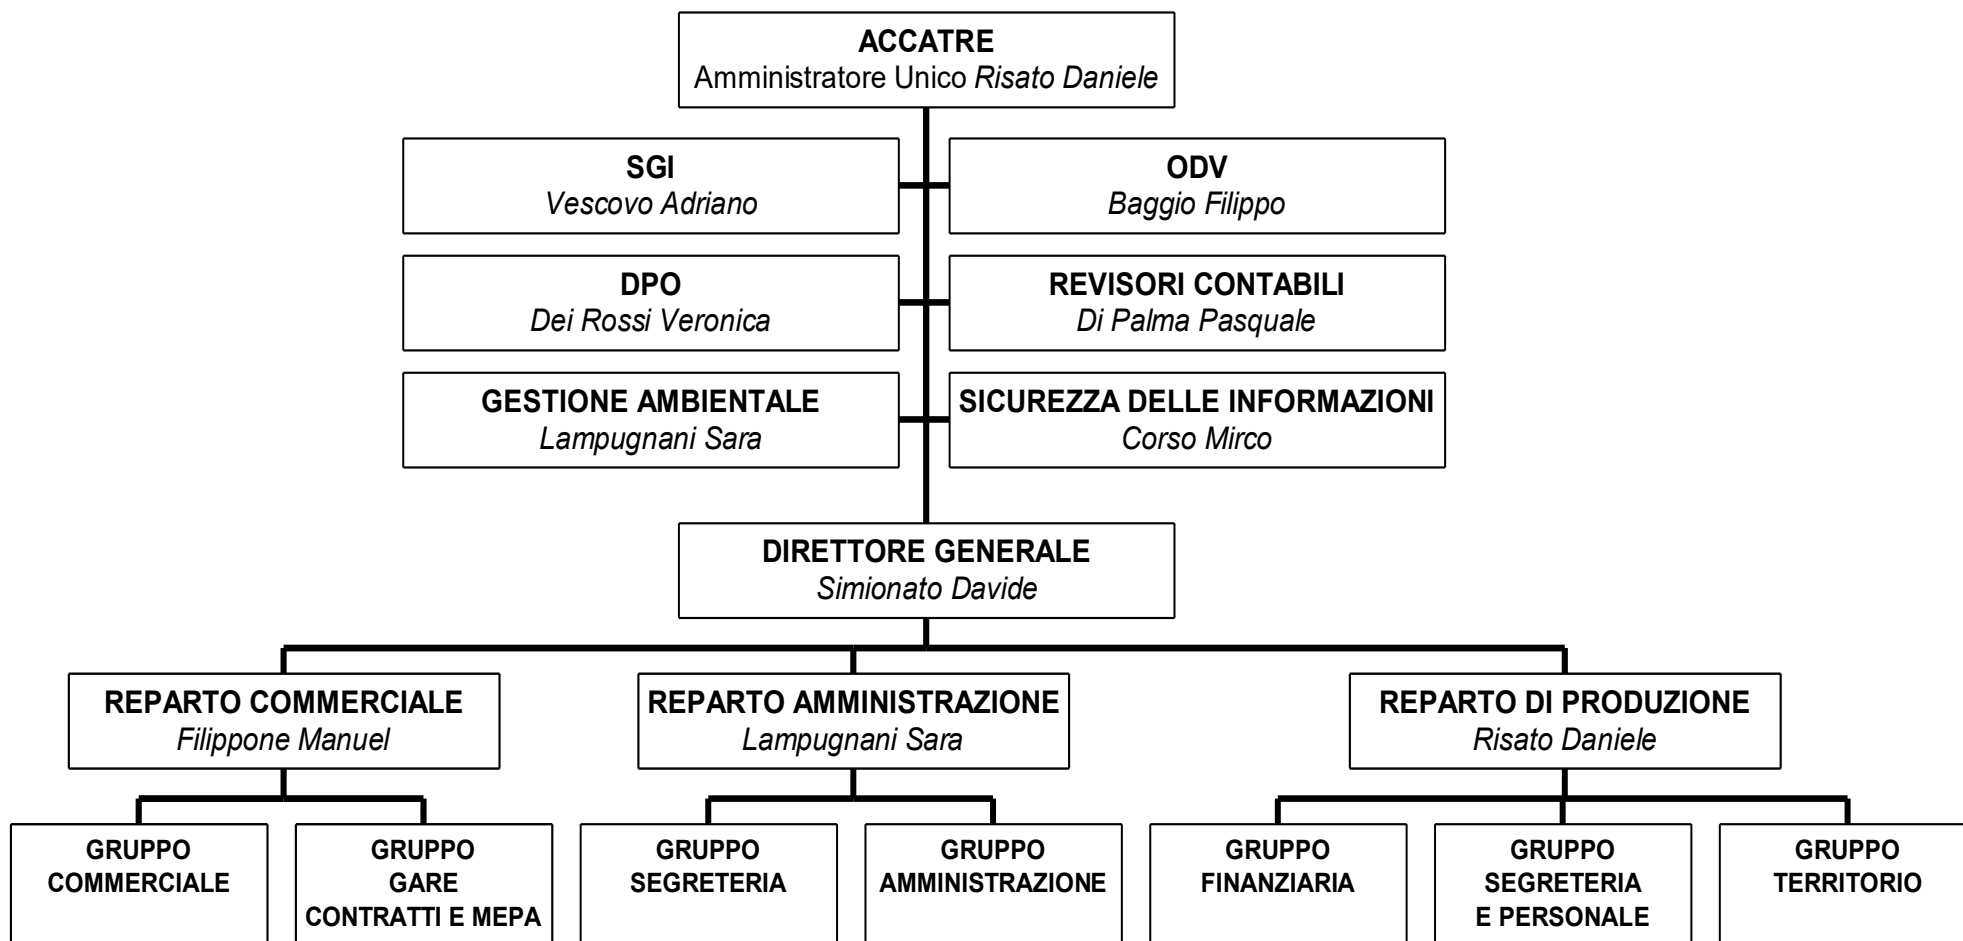 ACCATRE
Amministratore Unico Risato Daniele
SGI
Vescovo Adriano
ODV
Baggio Filippo
DPO
Dei Rossi Veronica
REVISORI CONTABILI
Di Palma Pasquale
GESTIONE AMBIENTALE
Lampugnani Sara
SICUREZZA DELLE INFORMAZIONI
Corso Mirco
DIRETTORE GENERALE
Simionato Davide
REPARTO COMMERCIALE
Filippone Manuel
REPARTO AMMINISTRAZIONE
Lampugnani Sara
REPARTO DI PRODUZIONE
Risato Daniele
GRUPPO
COMMERCIALE
GRUPPO
GARE
CONTRATTI E MEPA
GRUPPO
SEGRETERIA
GRUPPO
AMMINISTRAZIONE
GRUPPO
FINANZIARIA
GRUPPO
SEGRETERIA
E PERSONALE
GRUPPO
TERRITORIO